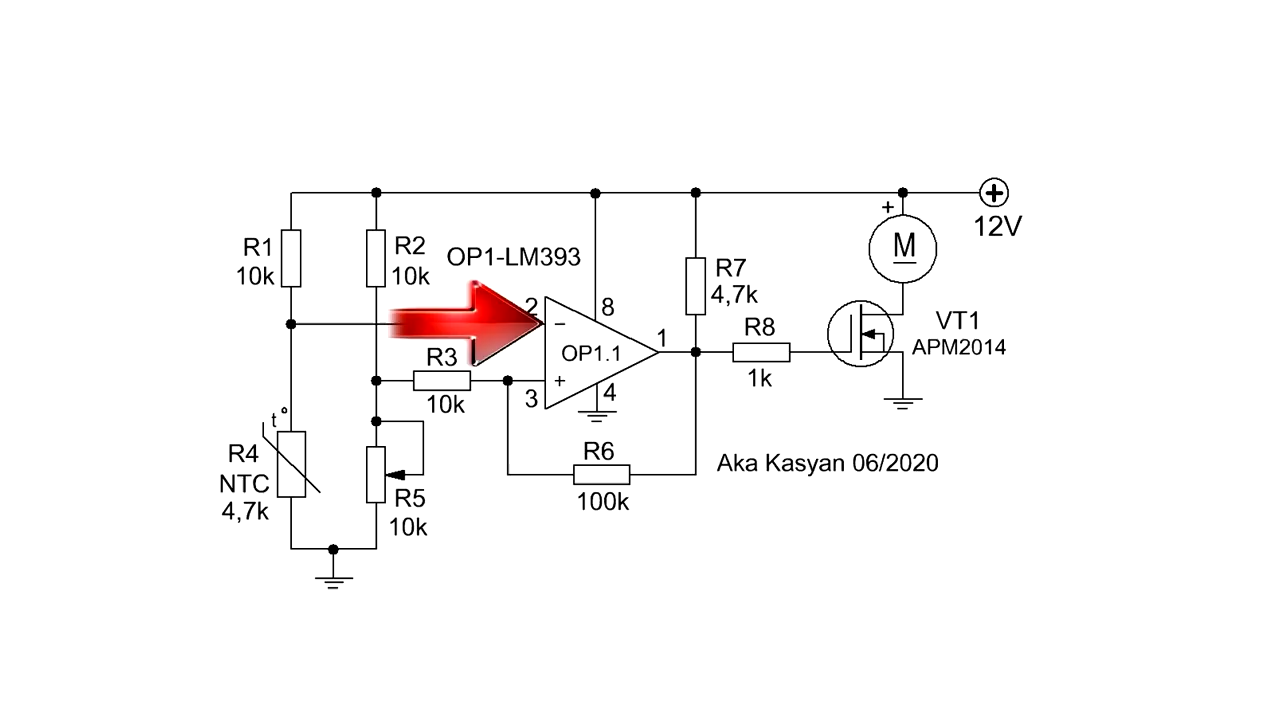 12V
+
R1
10k
R2
10k
OP1-LM393
R7
4,7k
M
2
8
−
OP1.1
1
R8
1k
VT1
APM2014
R3
10k
+
3
4
t°
R4
NTC
4,7k
R5
10k
R6
100k
Aka Kasyan 06/2020